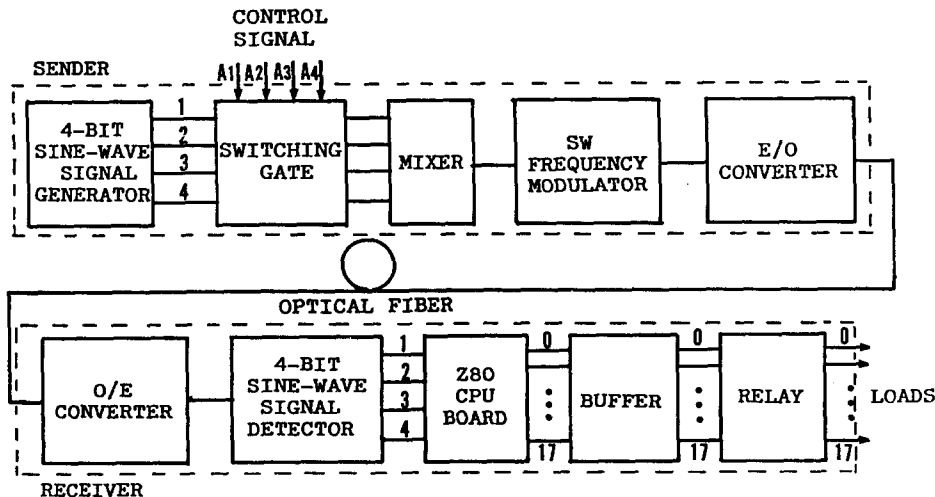 CONTROL
SIGNAL
A1 A2 A3 A4
SENDER
4-BIT
SINE-WAVE
SIGNAL
GENERATOR
1
2
3
4
SWITCHING
GATE
MIXER
SW
FREQUENCY
MODULATOR
E/O
CONVERTER
OPTICAL FIBER
O/E
CONVERTER
4-BIT
SINE-WAVE
SIGNAL
DETECTOR
1
2
3
4
Z80
CPU
BOARD
0
17
BUFFER
0
17
RELAY
0
17
LOADS
RECEIVER